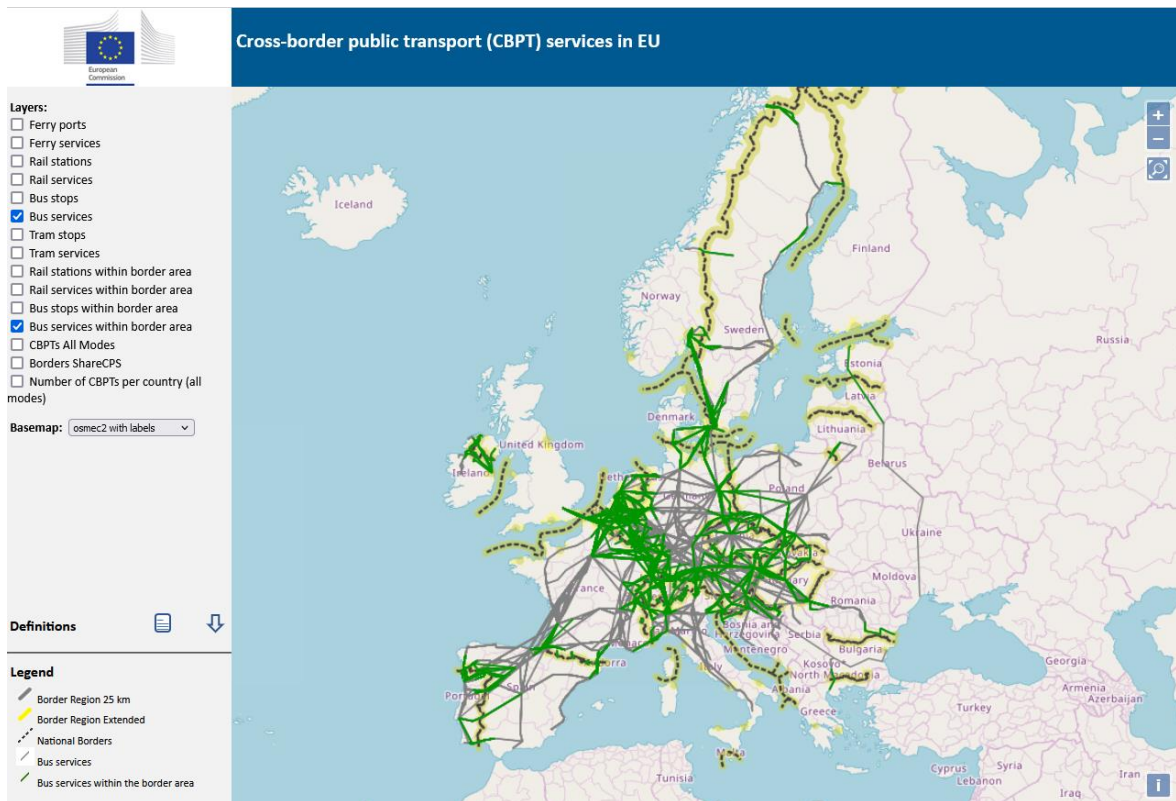 European
Commission
Cross-border public transport (CBPT) services in EU
Layers:
Ferry ports
Ferry services
Rail stations
Rail services
Bus stops
Bus services
Tram stops
Tram services
Rail stations within border area
Rail services within border area
Bus stops within border area
Bus services within border area
CBPTs All Modes
Borders ShareCPS
Number of CBPTs per country (all
modes)
Basemap: osmec2 with labels
Definitions
Legend
Border Region 25 km
Border Region Extended
National Borders
Bus services
Bus services within the border area
+
−
Iceland
Finland
Norway
Sweden
Russia
Estonia
Latvia
Denmark
Lithuania
United Kingdom
Ireland
Belarus
Poland
Ukraine
Moldova
Romania
Bosnia and
Herzegovina
Serbia
Montenegro
Bulgaria
Kosovo
Georgia
Armenia
Azerbaijan
Albania
Greece
Turkey
Italy
Malta
Tunisia
Cyprus
Syria
Lebanon
Iraq
Iran
i